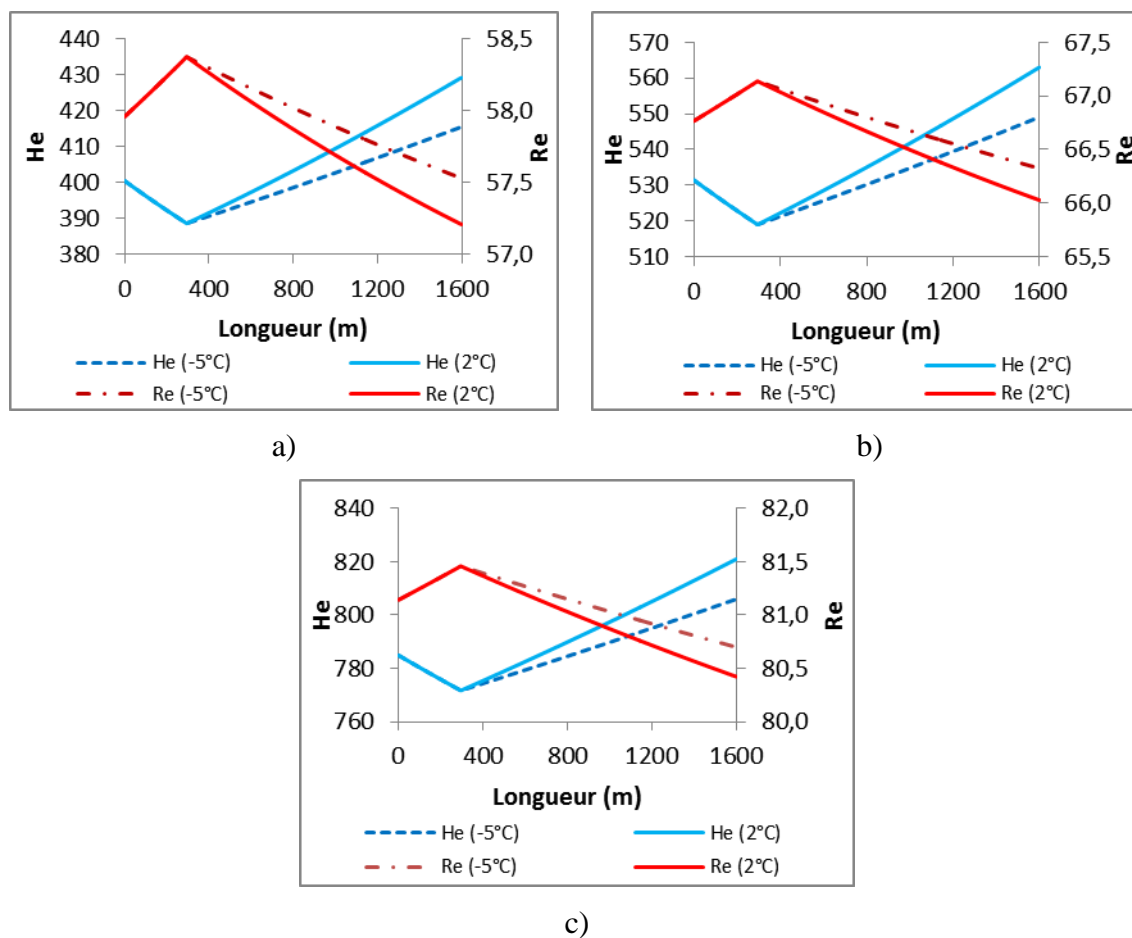 He
Re
440
430
420
410
400
390
380
58,5
58,0
57,5
57,0
0 400 800 1200 1600
Longueur (m)
He (-5°C) He (2°C)
Re (-5°C) Re (2°C)
a)
He
Re
570
560
550
540
530
520
510
67,5
67,0
66,5
66,0
65,5
0 400 800 1200 1600
Longueur (m)
He (-5°C) He (2°C)
Re (-5°C) Re (2°C)
b)
He
Re
840
820
800
780
760
82,0
81,5
81,0
80,5
80,0
0 400 800 1200 1600
Longueur (m)
He (-5°C) He (2°C)
Re (-5°C) Re (2°C)
c)